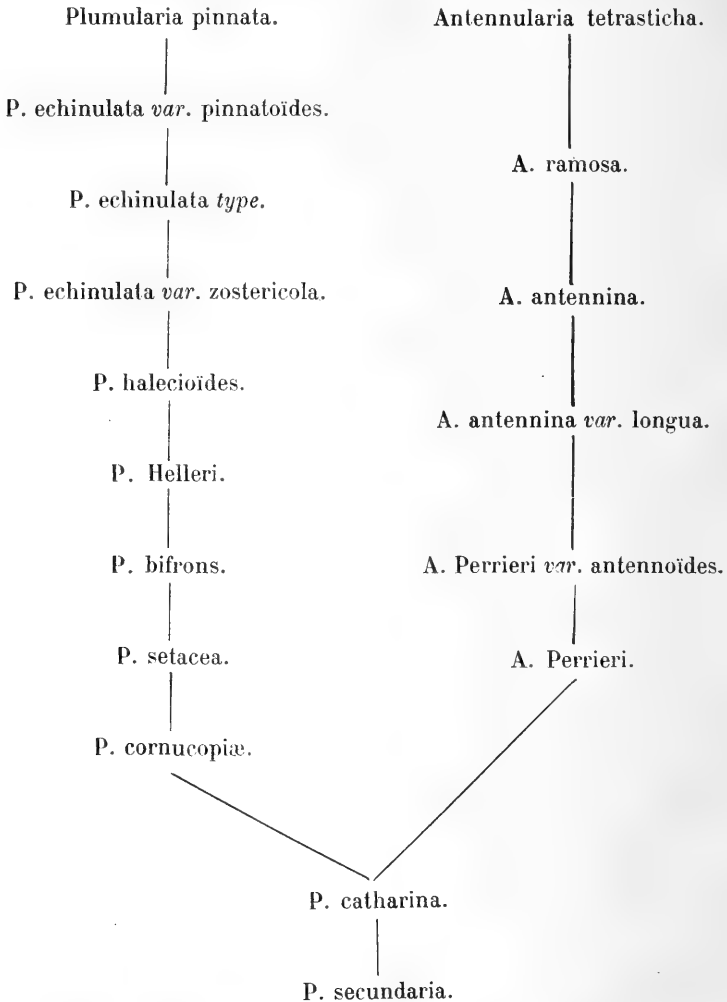 Plumularia pinnata.
Antennularia tetrasticha.
P. echinulata var. pinnatoïdes.
A. ramosa.
P. echinulata type.
P. echinulata var. zostericola.
A. antennina.
P. halecioïdes.
A. antennina var. longua.
P. Helleri.
P. bifrons.
A. Perrieri var. antennoïdes.
P. setacea.
A. Perrieri.
P. cornucopiæ.
P. catharina.
P. secundaria.